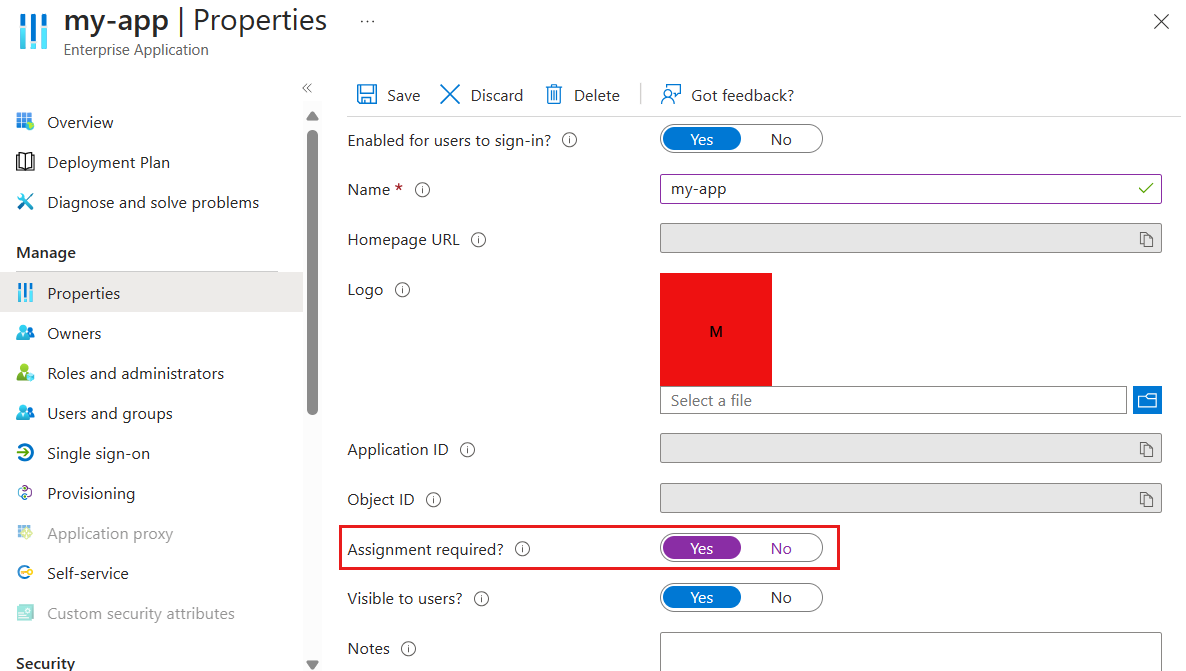 my-app | Properties ...
Enterprise Application
Overview
Deployment Plan
Diagnose and solve problems
Manage
Properties
Owners
Roles and administrators
Users and groups
Single sign-on
Provisioning
Application proxy
Self-service
Custom security attributes
Security
Save Discard Delete Got feedback?
Enabled for users to sign-in? Yes No
Name * my-app
Homepage URL
Logo
M
Select a file
Application ID
Object ID
Assignment required? Yes No
Visible to users? Yes No
Notes